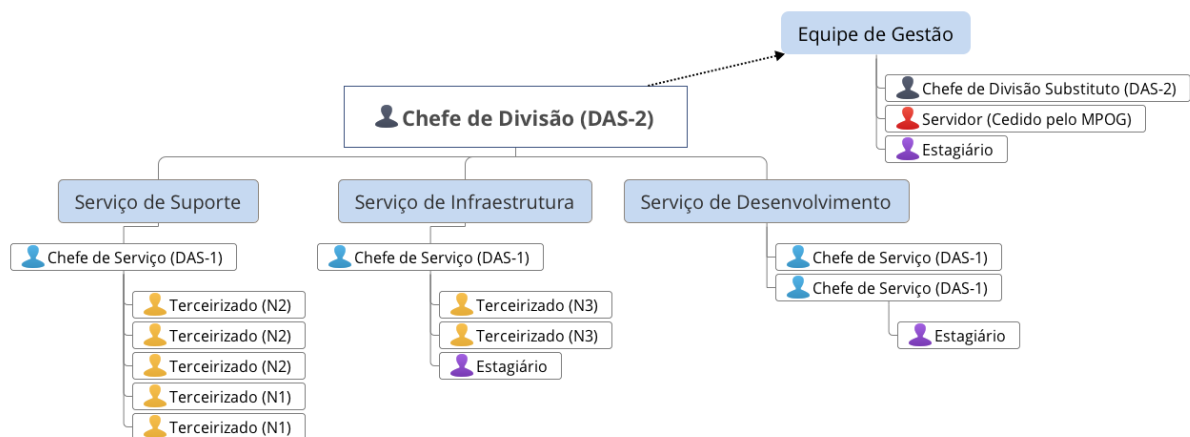 Equipe de Gestão
Chefe de Divisão Substituto (DAS-2)
Servidor (Cedido pelo MPOG)
Estagiário
Chefe de Divisão (DAS-2)
Serviço de Suporte
Chefe de Serviço (DAS-1)
Terceirizado (N2)
Terceirizado (N2)
Terceirizado (N2)
Terceirizado (N1)
Terceirizado (N1)
Serviço de Infraestrutura
Chefe de Serviço (DAS-1)
Terceirizado (N3)
Terceirizado (N3)
Estagiário
Serviço de Desenvolvimento
Chefe de Serviço (DAS-1)
Chefe de Serviço (DAS-1)
Estagiário